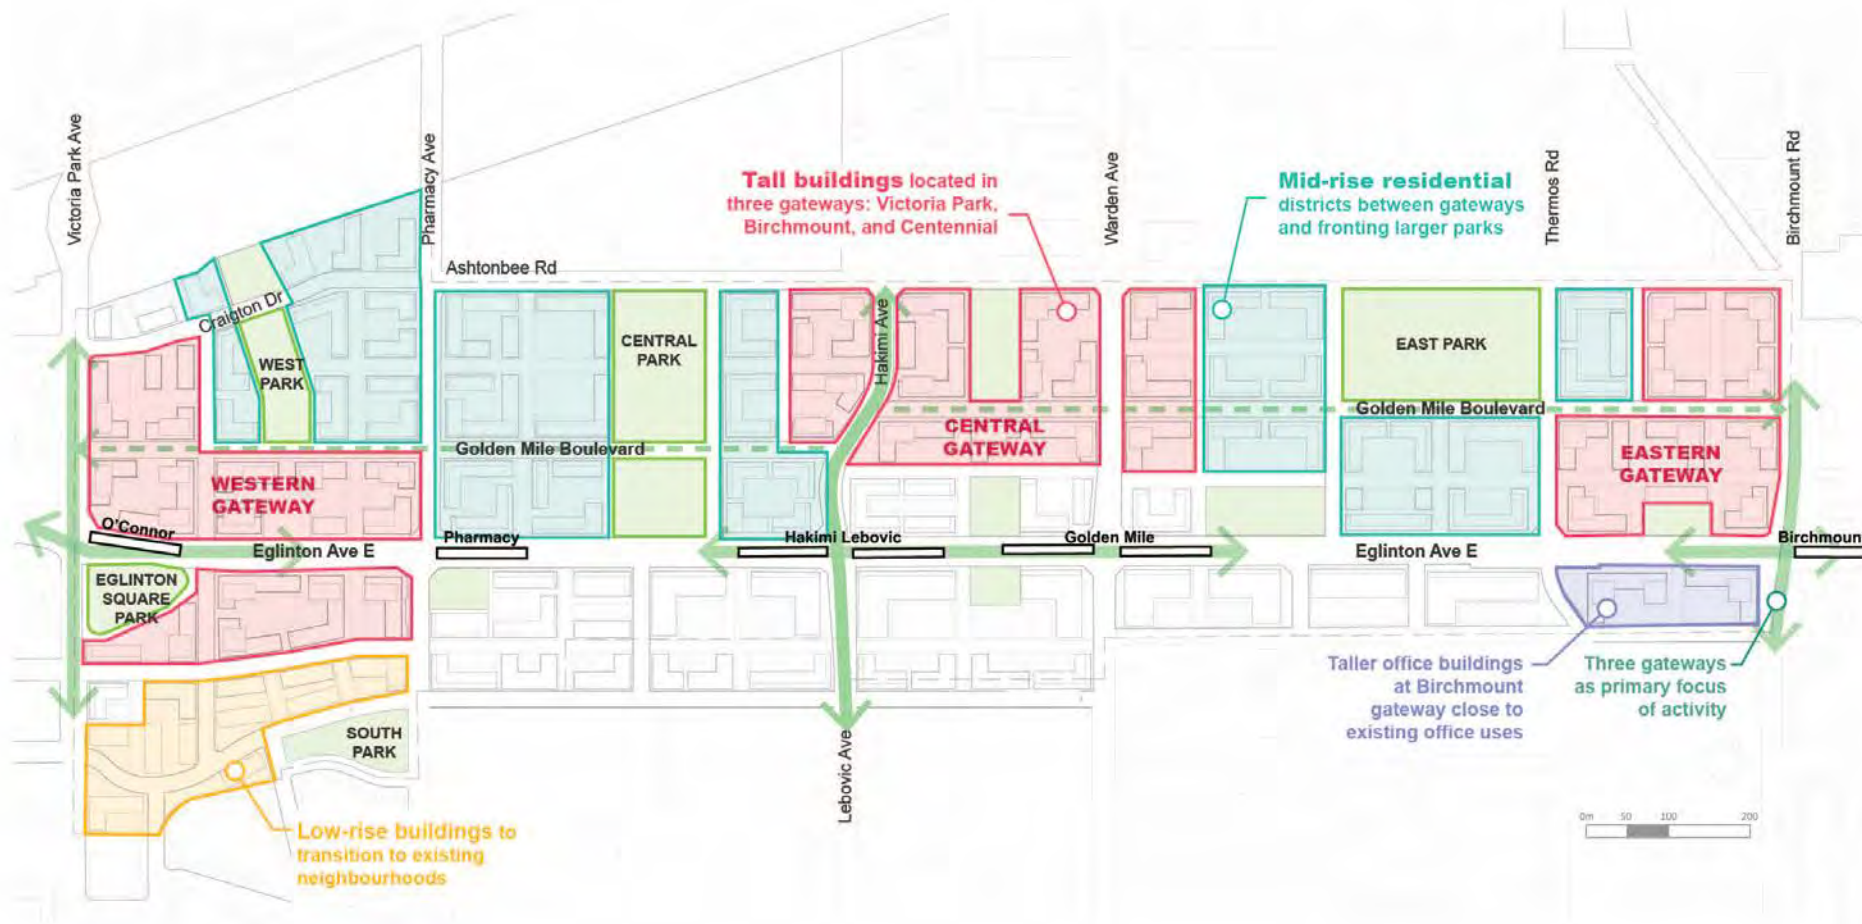 Victoria Park Ave
Pharmacy Ave
Warden Ave
Thermos Rd
Birchmount Rd
Tall buildings located in
three gateways: Victoria Park,
Birchmount, and Centennial
Mid-rise residential
districts between gateways
and fronting larger parks
Ashtonbee Rd
Craigton Dr
Hakimi Ave
WEST
PARK
CENTRAL
PARK
EAST PARK
Golden Mile Boulevard
Golden Mile Boulevard
CENTRAL
GATEWAY
WESTERN
GATEWAY
EASTERN
GATEWAY
O'Connor
Eglinton Ave E
Pharmacy
Hakimi Lebovic
Golden Mile
Eglinton Ave E
Birchmoun
EGLINTON
SQUARE
PARK
SOUTH
PARK
Lebovic Ave
Taller office buildings
at Birchmount
gateway close to
existing office uses
Three gateways
as primary focus
of activity
Low-rise buildings to
transition to existing
neighbourhoods
0m 50 100 200